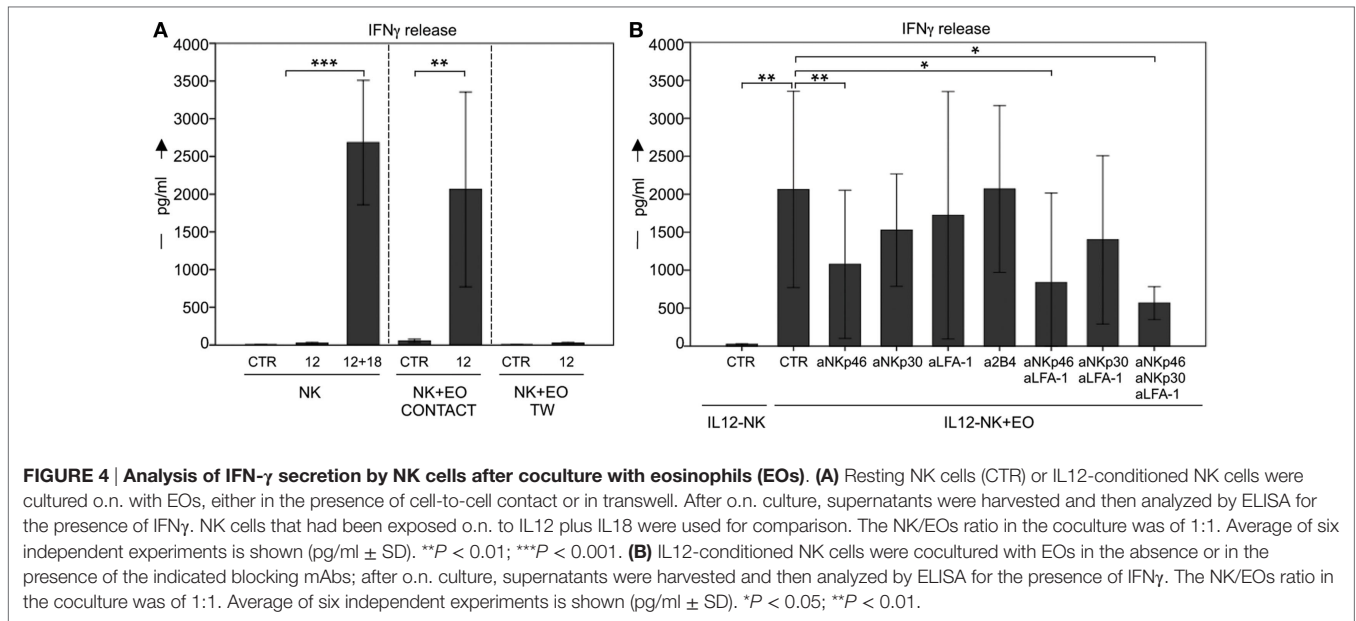 A
IFNγ release
4000
3500
3000
2500
2000
1500
1000
500
0
pg/ml
***
**
CTR 12 12+18 CTR 12 CTR 12
NK NK+EO NK+EO
CONTACT TW
B
IFNγ release
4000
3500
3000
2500
2000
1500
1000
500
0
pg/ml
*
*
** **
CTR CTR aNKp46 aNKp30 aLFA-1 a2B4 aNKp46 aNKp30 aNKp46
aLFA-1 aLFA-1 aNKp30
aLFA-1
IL12-NK IL12-NK+EO
FIGURE 4 | Analysis of IFN-γ secretion by NK cells after coculture with eosinophils (EOs). (A) Resting NK cells (CTR) or IL12-conditioned NK cells were
cultured o.n. with EOs, either in the presence of cell-to-cell contact or in transwell. After o.n. culture, supernatants were harvested and then analyzed by ELISA for
the presence of IFNγ. NK cells that had been exposed o.n. to IL12 plus IL18 were used for comparison. The NK/EOs ratio in the coculture was of 1:1. Average of six
independent experiments is shown (pg/ml ± SD). **P < 0.01; ***P < 0.001. (B) IL12-conditioned NK cells were cocultured with EOs in the absence or in the
presence of the indicated blocking mAbs; after o.n. culture, supernatants were harvested and then analyzed by ELISA for the presence of IFNγ. The NK/EOs ratio in
the coculture was of 1:1. Average of six independent experiments is shown (pg/ml ± SD). *P < 0.05; **P < 0.01.